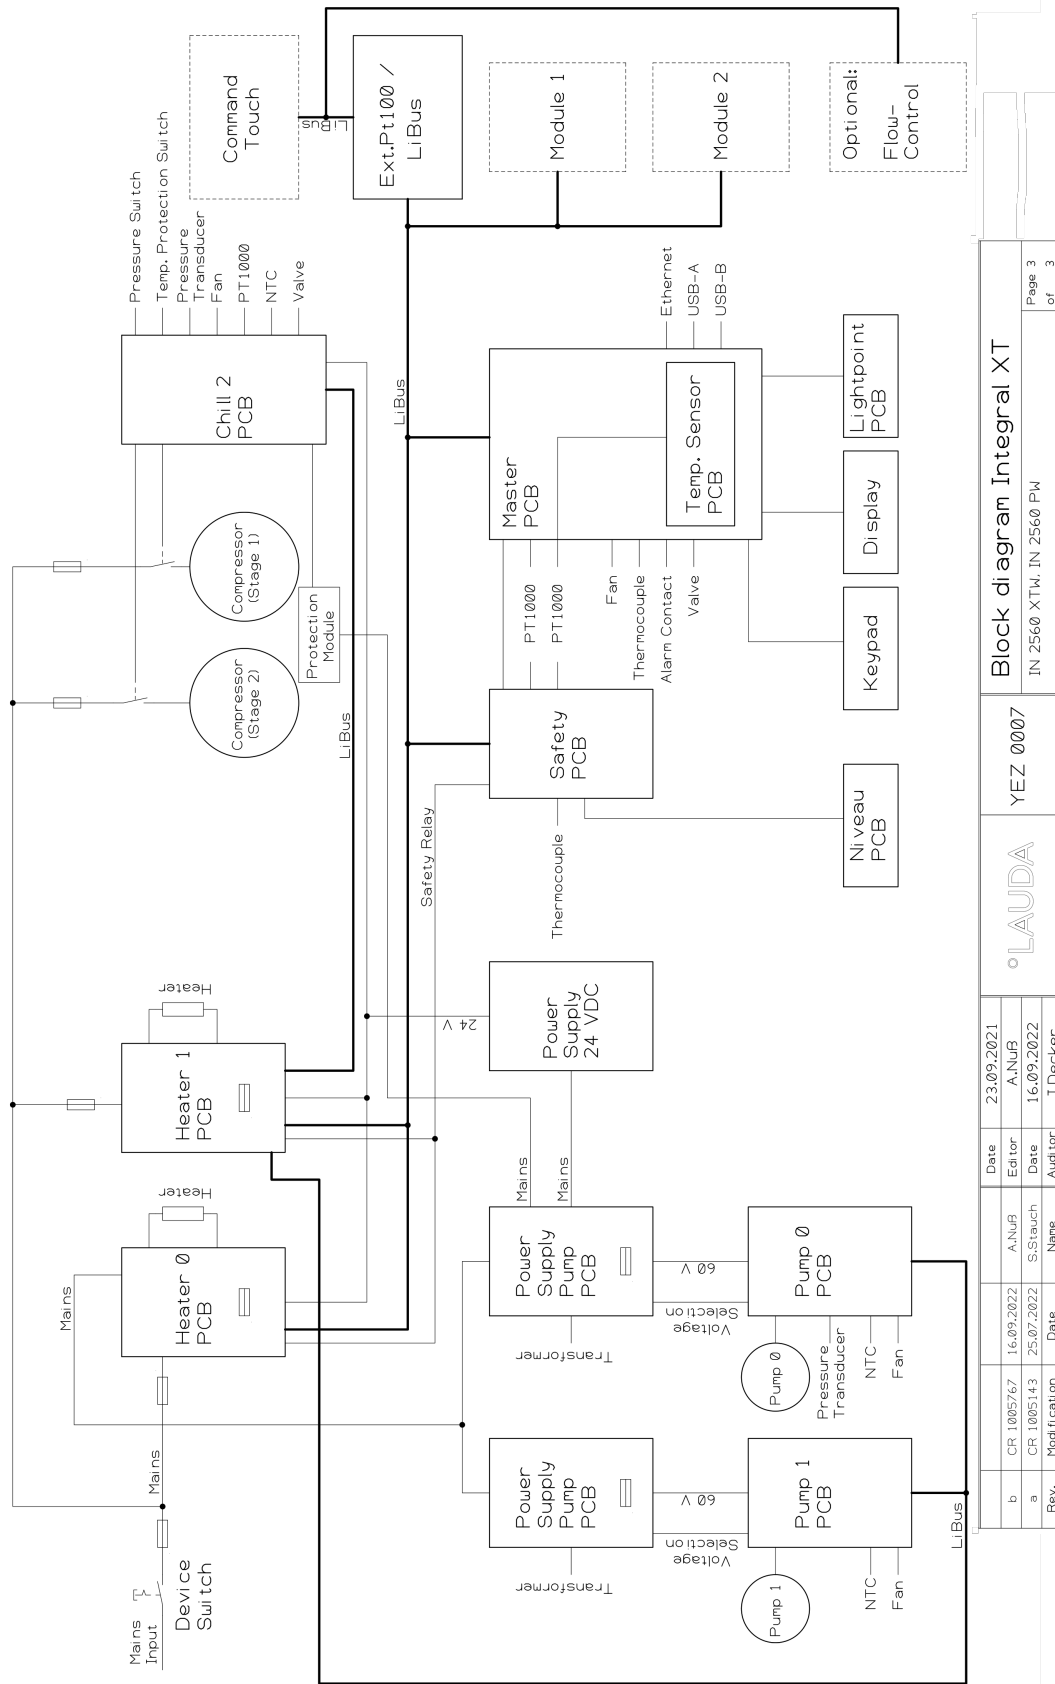 Mains
Input
Device
Switch
Mains
Mains
Heater 0
PCB
Heater
Heater 1
PCB
Heater
Compressor
(Stage 2)
Compressor
(Stage 1)
Protection
Module
Chill 2
PCB
Pressure Switch
Temp. Protection Switch
Pressure
Transducer
Fan
PT1000
NTC
Valve
Command
Touch
LiBus
LiBus
Ext.Pt100 /
LiBus
Module 1
Module 2
Optional:
Flow-
Control
LiBus
LiBus
Safety Relay
24 V
Power
Supply
24 VDC
Mains
Mains
Thermocouple
Safety
PCB
PT1000
PT1000
Fan
Thermocouple
Alarm Contact
Valve
Master
PCB
Temp. Sensor
PCB
Ethernet
USB-A
USB-B
Niveau
PCB
Keypad
Display
Lightpoint
PCB
Power
Supply
Pump
PCB
Transformer
Voltage
Selection
60 V
Pump 1
PCB
Pump 1
NTC
Fan
Power
Supply
Pump
PCB
Transformer
Voltage
Selection
60 V
Pump 0
PCB
Pump 0
Pressure
Transducer
NTC
Fan
LiBus
b CR 1005767 16.09.2022 A.Nuß
a CR 1005143 25.07.2022 S.Stauch
Rev. Modification Date Name
Date 23.09.2021
Editor A.Nuß
Date 16.09.2022
Auditor T.Decker
°LAUDA
YEZ 0007
Block diagram Integral XT
IN 2560 XTW, IN 2560 PW
Page 3
of 3